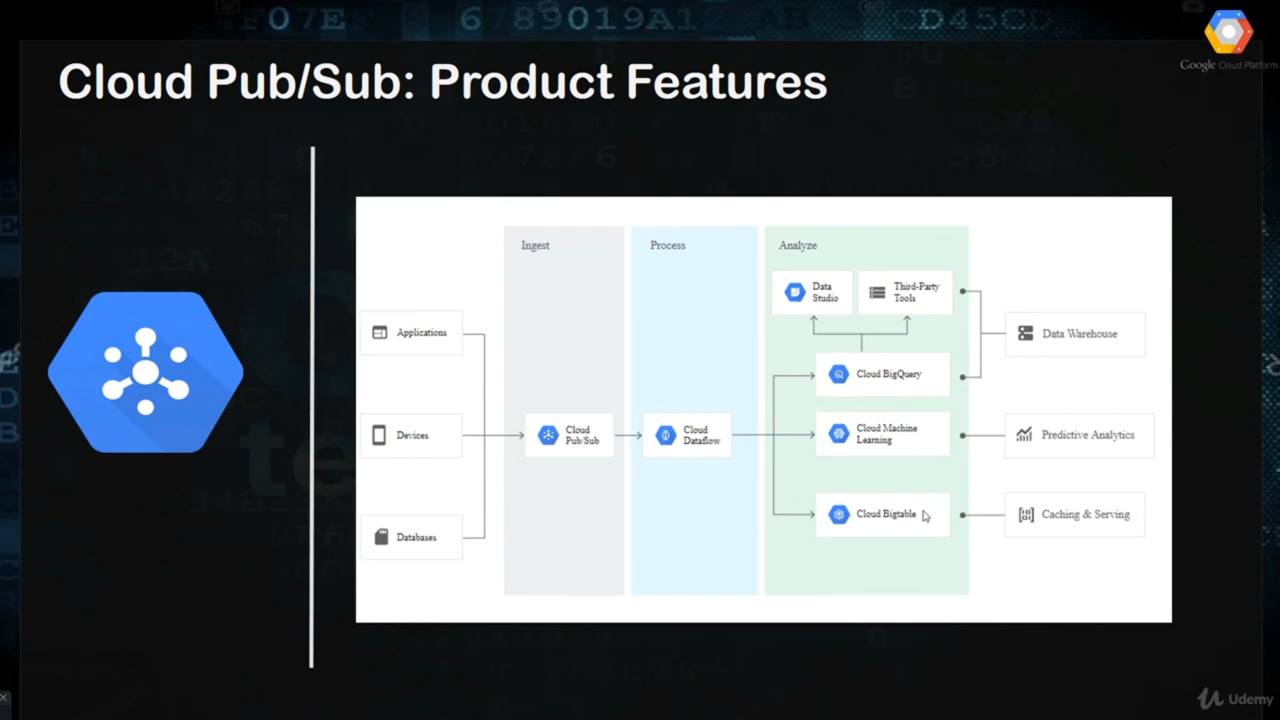 Cloud Pub/Sub: Product Features
Google Cloud Platform
Ingest
Process
Analyze
Data
Studio
Third-Party
Tools
Applications
Data Warehouse
Cloud BigQuery
Devices
Cloud
Pub/Sub
Cloud
Dataflow
Cloud Machine
Learning
Predictive Analytics
Databases
Cloud Bigtable
Caching & Serving
Udemy